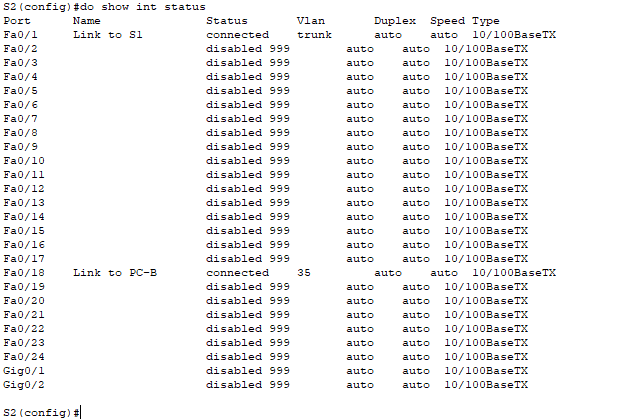 S2(config)#do show int status
Port Name Status Vlan Duplex Speed Type
Fa0/1 Link to S1 connected trunk auto auto 10/100BaseTX
Fa0/2 disabled 999 auto auto 10/100BaseTX
Fa0/3 disabled 999 auto auto 10/100BaseTX
Fa0/4 disabled 999 auto auto 10/100BaseTX
Fa0/5 disabled 999 auto auto 10/100BaseTX
Fa0/6 disabled 999 auto auto 10/100BaseTX
Fa0/7 disabled 999 auto auto 10/100BaseTX
Fa0/8 disabled 999 auto auto 10/100BaseTX
Fa0/9 disabled 999 auto auto 10/100BaseTX
Fa0/10 disabled 999 auto auto 10/100BaseTX
Fa0/11 disabled 999 auto auto 10/100BaseTX
Fa0/12 disabled 999 auto auto 10/100BaseTX
Fa0/13 disabled 999 auto auto 10/100BaseTX
Fa0/14 disabled 999 auto auto 10/100BaseTX
Fa0/15 disabled 999 auto auto 10/100BaseTX
Fa0/16 disabled 999 auto auto 10/100BaseTX
Fa0/17 disabled 999 auto auto 10/100BaseTX
Fa0/18 Link to PC-B connected 35 auto auto 10/100BaseTX
Fa0/19 disabled 999 auto auto 10/100BaseTX
Fa0/20 disabled 999 auto auto 10/100BaseTX
Fa0/21 disabled 999 auto auto 10/100BaseTX
Fa0/22 disabled 999 auto auto 10/100BaseTX
Fa0/23 disabled 999 auto auto 10/100BaseTX
Fa0/24 disabled 999 auto auto 10/100BaseTX
Gig0/1 disabled 999 auto auto 10/100BaseTX
Gig0/2 disabled 999 auto auto 10/100BaseTX
S2(config)#